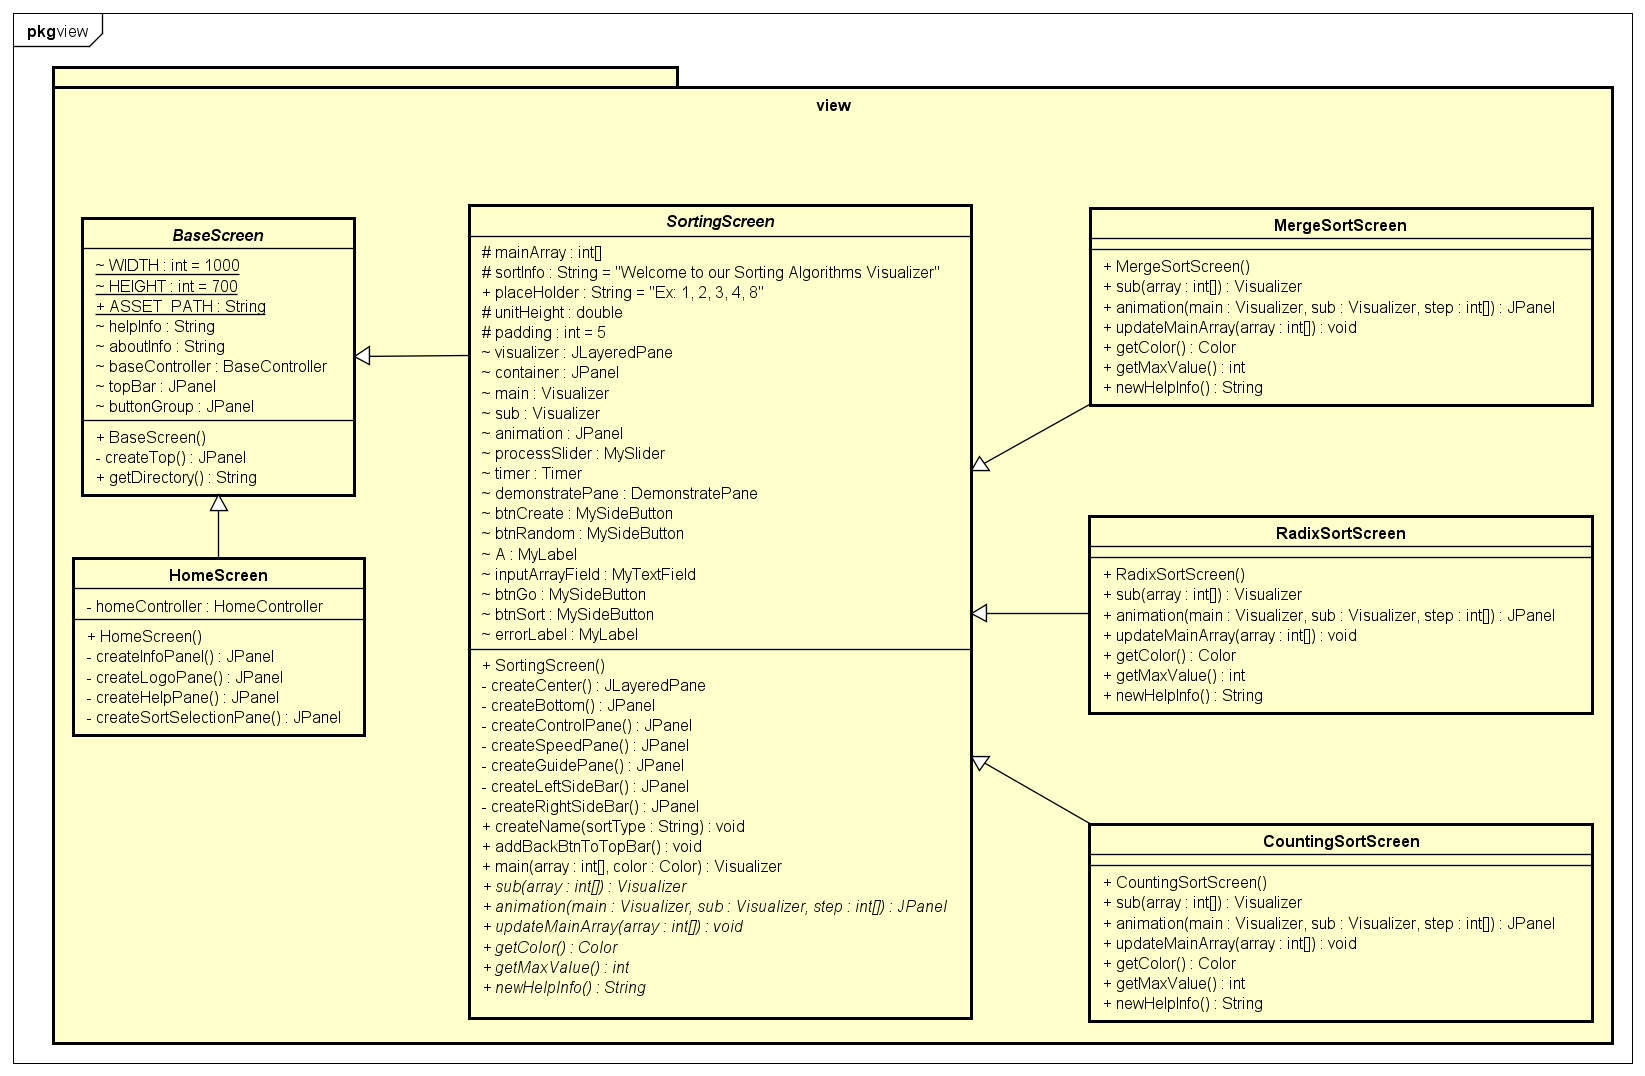 pkg view
view
BaseScreen
~ WIDTH : int = 1000
~ HEIGHT : int = 700
+ ASSET_PATH : String
~ helpInfo : String
~ aboutInfo : String
~ baseController : BaseController
~ topBar : JPanel
~ buttonGroup : JPanel
+ BaseScreen()
- createTop() : JPanel
+ getDirectory() : String
HomeScreen
- homeController : HomeController
+ HomeScreen()
- createInfoPanel() : JPanel
- createLogoPane() : JPanel
- createHelpPane() : JPanel
- createSortSelectionPane() : JPanel
SortingScreen
# mainArray : int[]
# sortInfo : String = "Welcome to our Sorting Algorithms Visualizer"
+ placeHolder : String = "Ex: 1, 2, 3, 4, 8"
# unitHeight : double
# padding : int = 5
~ visualizer : JLayeredPane
~ container : JPanel
~ main : Visualizer
~ sub : Visualizer
~ animation : JPanel
~ processSlider : MySlider
~ timer : Timer
~ demonstratePane : DemonstratePane
~ btnCreate : MySideButton
~ btnRandom : MySideButton
~ A : MyLabel
~ inputArrayField : MyTextField
~ btnGo : MySideButton
~ btnSort : MySideButton
~ errorLabel : MyLabel
+ SortingScreen()
- createCenter() : JLayeredPane
- createBottom() : JPanel
- createControlPane() : JPanel
- createSpeedPane() : JPanel
- createGuidePane() : JPanel
- createLeftSideBar() : JPanel
- createRightSideBar() : JPanel
+ createName(sortType : String) : void
+ addBackBtnToTopBar() : void
+ main(array : int[], color : Color) : Visualizer
+ sub(array : int[]) : Visualizer
+ animation(main : Visualizer, sub : Visualizer, step : int[]) : JPanel
+ updateMainArray(array : int[]) : void
+ getColor() : Color
+ getMaxValue() : int
+ newHelpInfo() : String
MergeSortScreen
+ MergeSortScreen()
+ sub(array : int[]) : Visualizer
+ animation(main : Visualizer, sub : Visualizer, step : int[]) : JPanel
+ updateMainArray(array : int[]) : void
+ getColor() : Color
+ getMaxValue() : int
+ newHelpInfo() : String
RadixSortScreen
+ RadixSortScreen()
+ sub(array : int[]) : Visualizer
+ animation(main : Visualizer, sub : Visualizer, step : int[]) : JPanel
+ updateMainArray(array : int[]) : void
+ getColor() : Color
+ getMaxValue() : int
+ newHelpInfo() : String
CountingSortScreen
+ CountingSortScreen()
+ sub(array : int[]) : Visualizer
+ animation(main : Visualizer, sub : Visualizer, step : int[]) : JPanel
+ updateMainArray(array : int[]) : void
+ getColor() : Color
+ getMaxValue() : int
+ newHelpInfo() : String